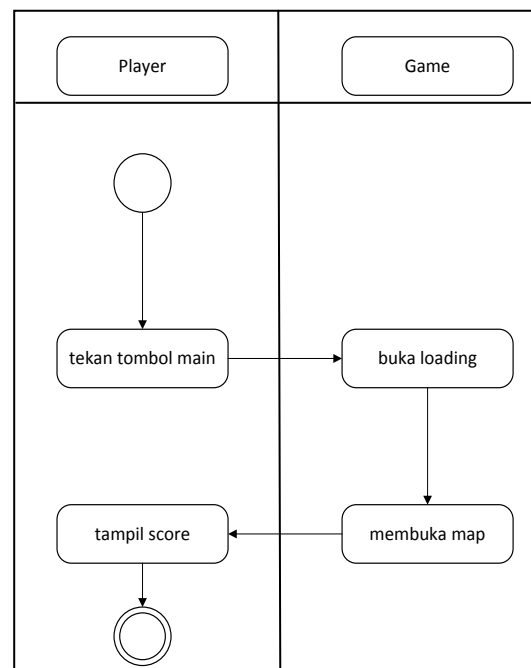 Player
Game
tekan tombol main
buka loading
tampil score
membuka map